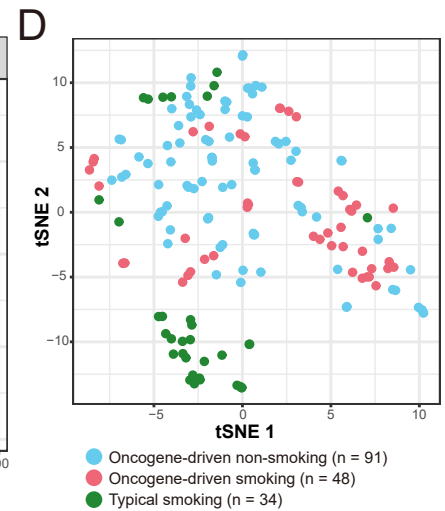 D
10
5
0
−5
−10
tSNE 2
−5
0
5
10
tSNE 1
00
Oncogene-driven non-smoking (n = 91)
Oncogene-driven smoking (n = 48)
Typical smoking (n = 34)